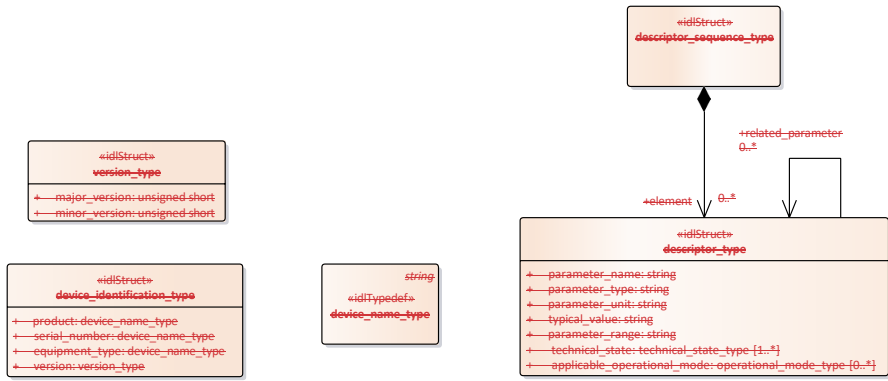 «idlStruct»
descriptor_sequence_type
+related_parameter
0..*
+element
0..*
«idlStruct»
version_type
+ major_version: unsigned short
+ minor_version: unsigned short
«idlStruct»
device_identification_type
+ product: device_name_type
+ serial_number: device_name_type
+ equipment_type: device_name_type
+ version: version_type
string
«idlTypedef»
device_name_type
«idlStruct»
descriptor_type
+ parameter_name: string
+ parameter_type: string
+ parameter_unit: string
+ typical_value: string
+ parameter_range: string
+ technical_state: technical_state_type [1..*]
+ applicable_operational_mode: operational_mode_type [0..*]